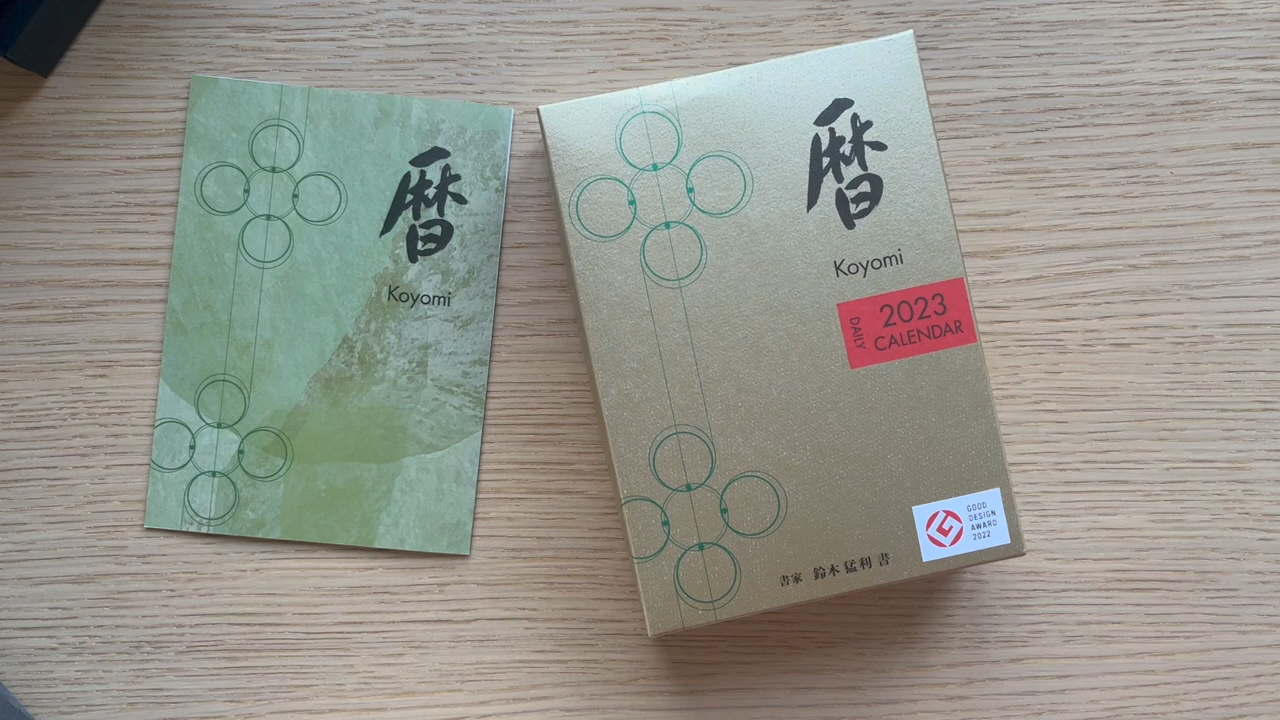 暦
Koyomi
暦
Koyomi
DAILY
2023
CALENDAR
GOOD
DESIGN
AWARD
2022
書家 鈴木猛利 書